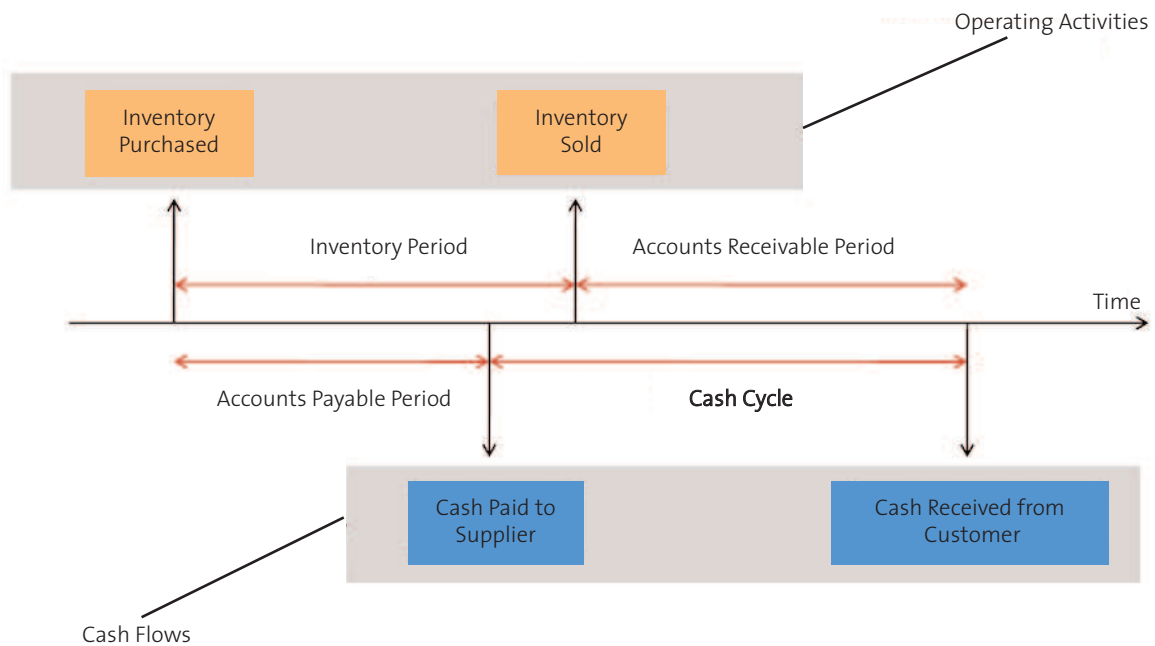 Operating Activities
Inventory
Purchased
Inventory
Sold
Inventory Period
Accounts Receivable Period
Time
Accounts Payable Period
Cash Cycle
Cash Paid to
Supplier
Cash Received from
Customer
Cash Flows